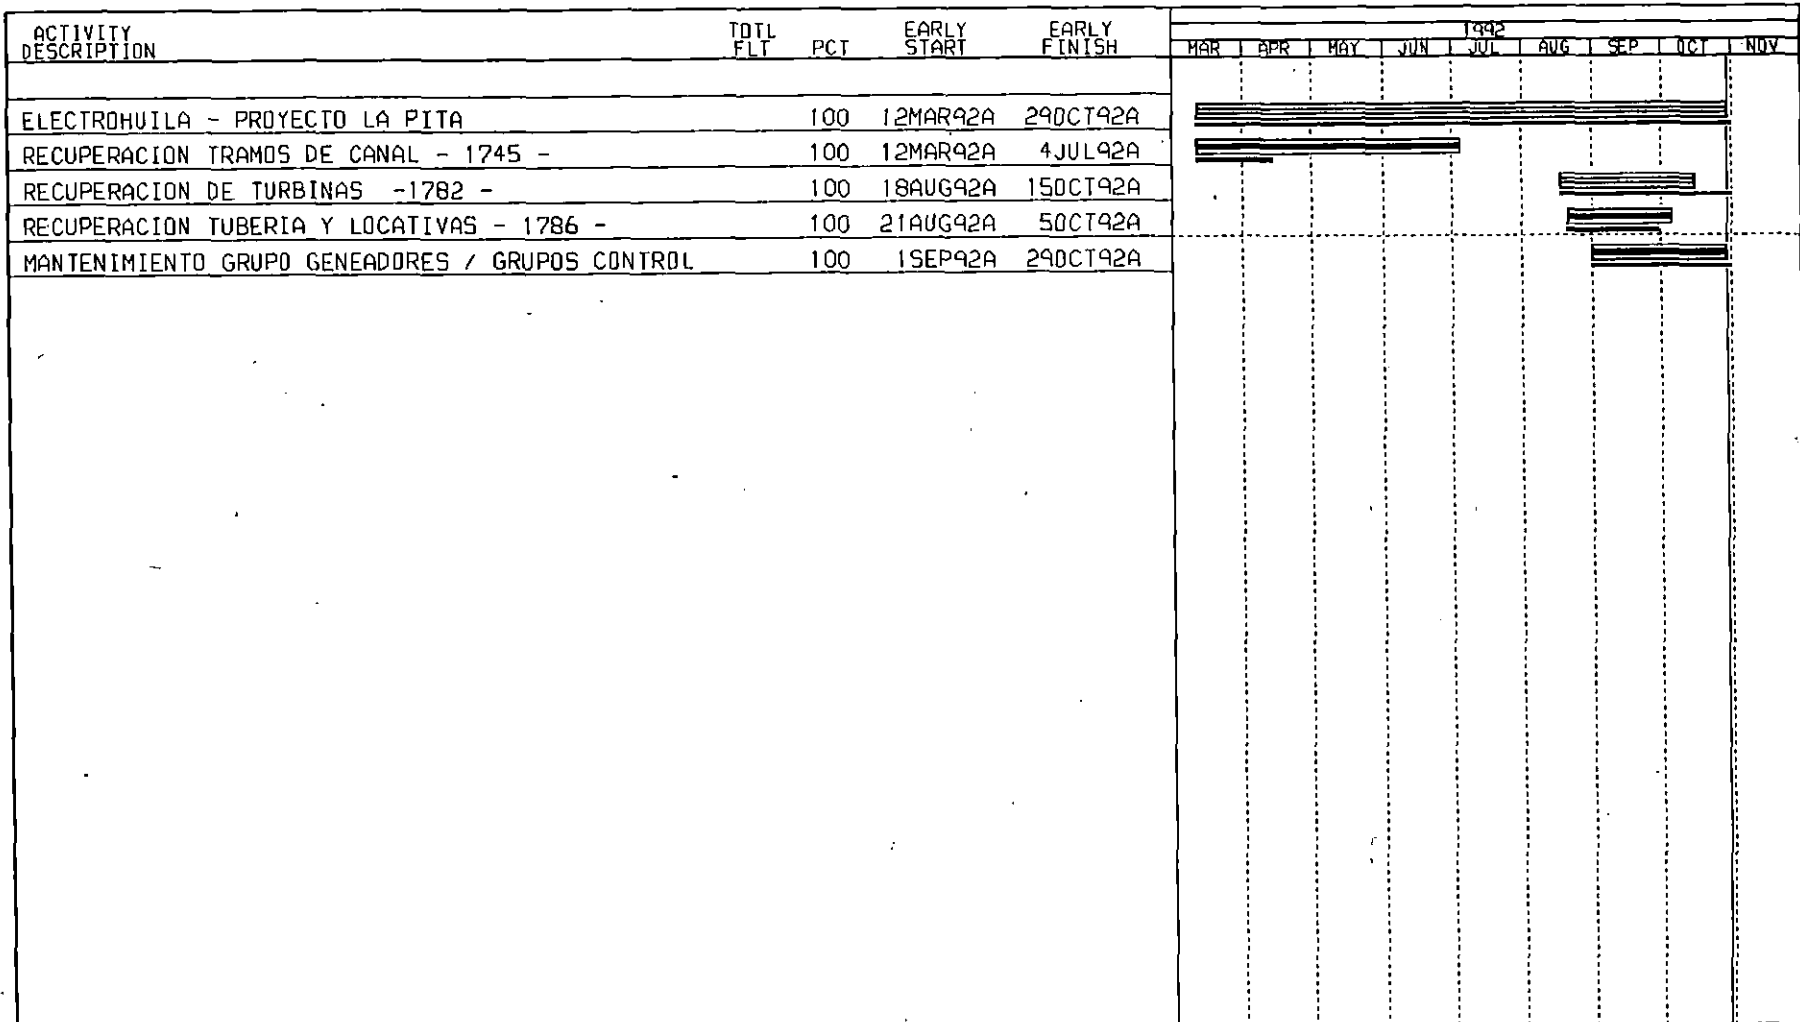 ACTIVITY DESCRIPTION TOTL FLT PCT EARLY START EARLY FINISH
1992
MAR APR MAY JUN JUL AUG SEP OCT NOV
ELECTROHUILA - PROYECTO LA PITA 100 12MAR92A 29OCT92A
RECUPERACION TRAMOS DE CANAL - 1745 - 100 12MAR92A 4JUL92A
RECUPERACION DE TURBINAS -1782 - 100 18AUG92A 15OCT92A
RECUPERACION TUBERIA Y LOCATIVAS - 1786 - 100 21AUG92A 5OCT92A
MANTENIMIENTO GRUPO GENEADORES / GRUPOS CONTROL 100 1SEP92A 29OCT92A